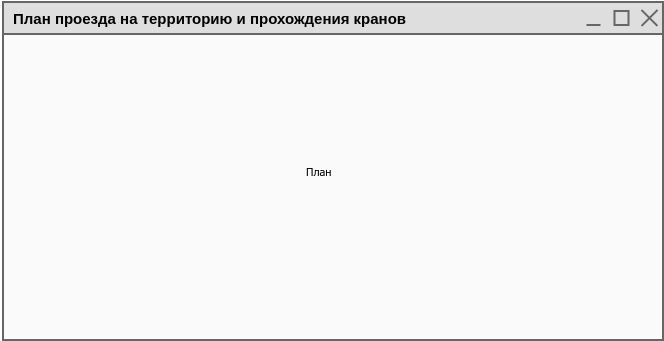 План проезда на территорию и прохождения кранов
План